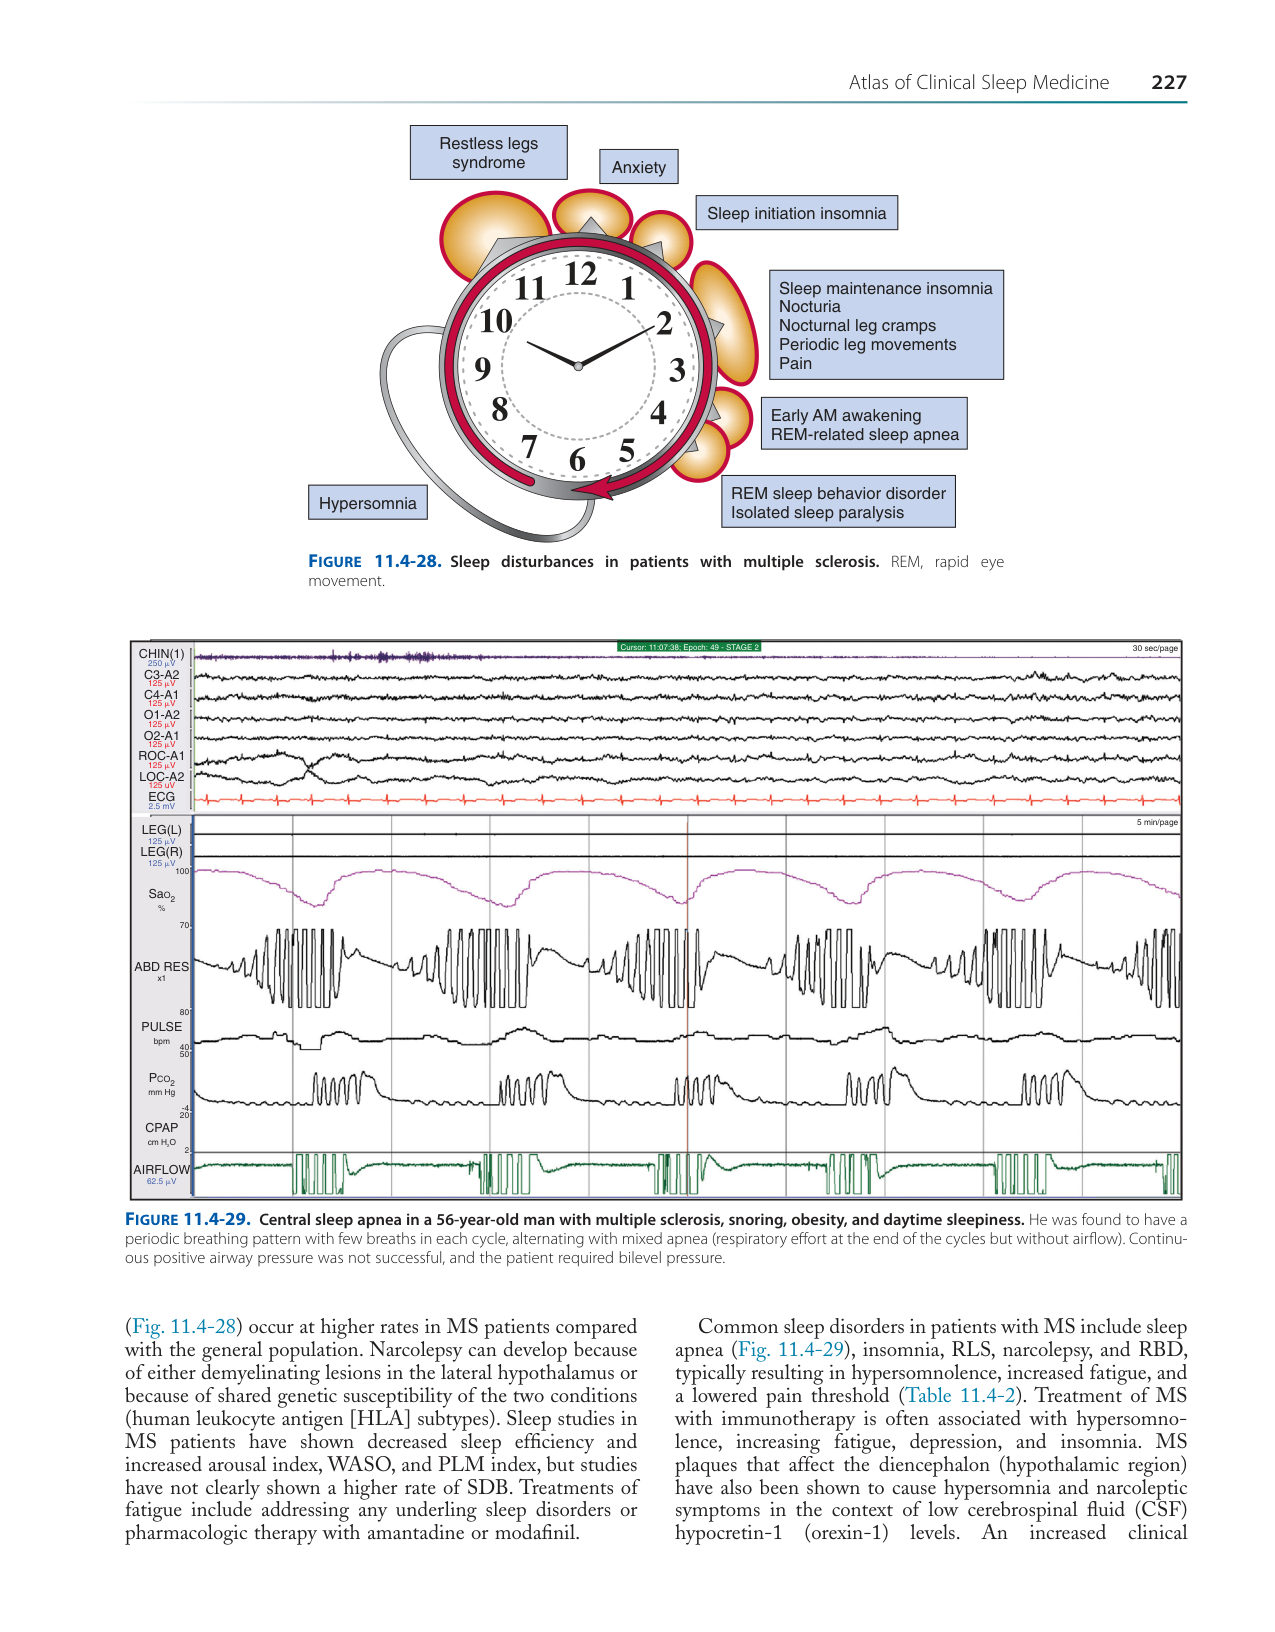 Atlas of Clinical Sleep Medicine 227
Restless legs
syndrome
Anxiety
Sleep initiation insomnia
Sleep maintenance insomnia
Nocturia
Nocturnal leg cramps
Periodic leg movements
Pain
Early AM awakening
REM-related sleep apnea
REM sleep behavior disorder
Isolated sleep paralysis
Hypersomnia
12
1
2
3
4
5
6
7
8
9
10
11
FIGURE 11.4-28. Sleep disturbances in patients with multiple sclerosis. REM, rapid eye
movement.
Cursor: 11:07:38; Epoch: 49 - STAGE 2
30 sec/page
CHIN(1)
250 µV
C3-A2
125 µV
C4-A1
125 µV
O1-A2
125 µV
O2-A1
125 µV
ROC-A1
125 µV
LOC-A2
125 uV
ECG
2.5 mV
5 min/page
LEG(L)
125 µV
LEG(R)
125 µV
100
SaO2
%
70
ABD RES
x1
80
PULSE
bpm
40
50
PCO2
mm Hg
-4
20
CPAP
cm H2O
2
AIRFLOW
62.5 µV
FIGURE 11.4-29. Central sleep apnea in a 56-year-old man with multiple sclerosis, snoring, obesity, and daytime sleepiness. He was found to have a
periodic breathing pattern with few breaths in each cycle, alternating with mixed apnea (respiratory effort at the end of the cycles but without airflow). Continu-
ous positive airway pressure was not successful, and the patient required bilevel pressure.
(Fig. 11.4-28) occur at higher rates in MS patients compared
with the general population. Narcolepsy can develop because
of either demyelinating lesions in the lateral hypothalamus or
because of shared genetic susceptibility of the two conditions
(human leukocyte antigen [HLA] subtypes). Sleep studies in
MS patients have shown decreased sleep efficiency and
increased arousal index, WASO, and PLM index, but studies
have not clearly shown a higher rate of SDB. Treatments of
fatigue include addressing any underling sleep disorders or
pharmacologic therapy with amantadine or modafinil.
Common sleep disorders in patients with MS include sleep
apnea (Fig. 11.4-29), insomnia, RLS, narcolepsy, and RBD,
typically resulting in hypersomnolence, increased fatigue, and
a lowered pain threshold (Table 11.4-2). Treatment of MS
with immunotherapy is often associated with hypersomno-
lence, increasing fatigue, depression, and insomnia. MS
plaques that affect the diencephalon (hypothalamic region)
have also been shown to cause hypersomnia and narcoleptic
symptoms in the context of low cerebrospinal fluid (CSF)
hypocretin-1 (orexin-1) levels. An increased clinical